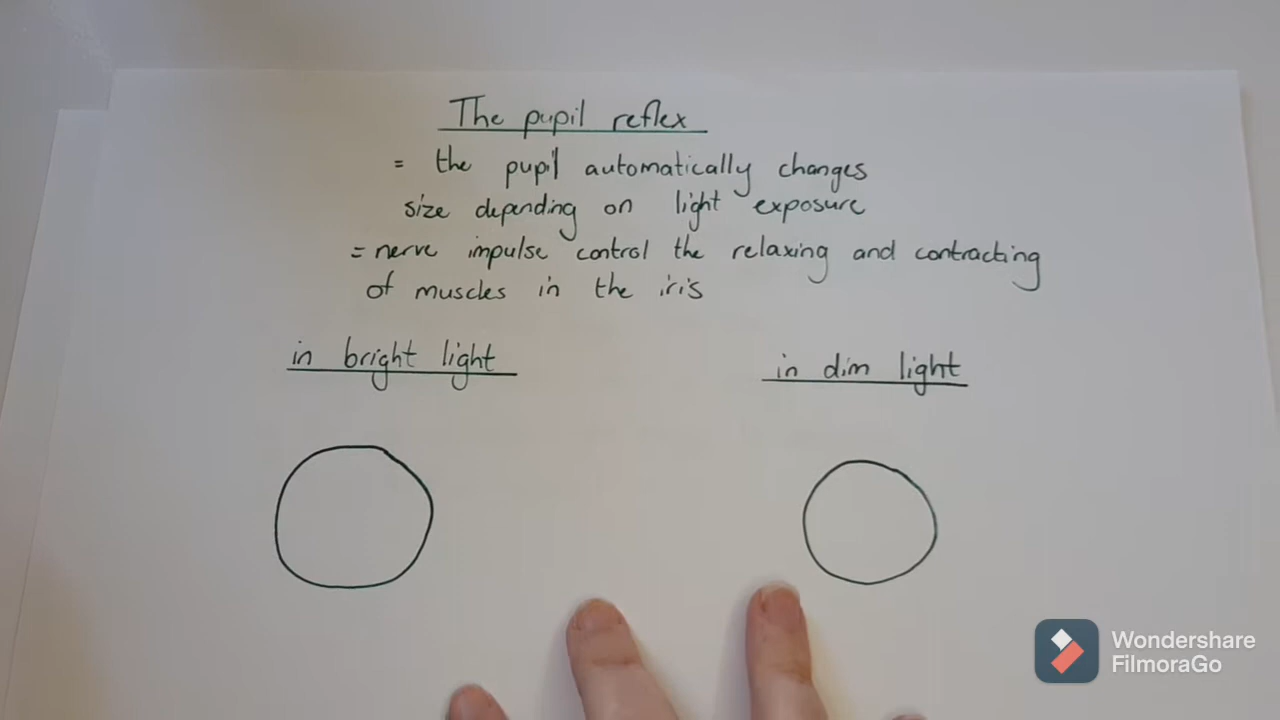 The pupil reflex
= the pupil automatically changes
size depending on light exposure
= nerve impulse control the relaxing and contracting
of muscles in the iris
in bright light
in dim light
Wondershare
FilmoraGo